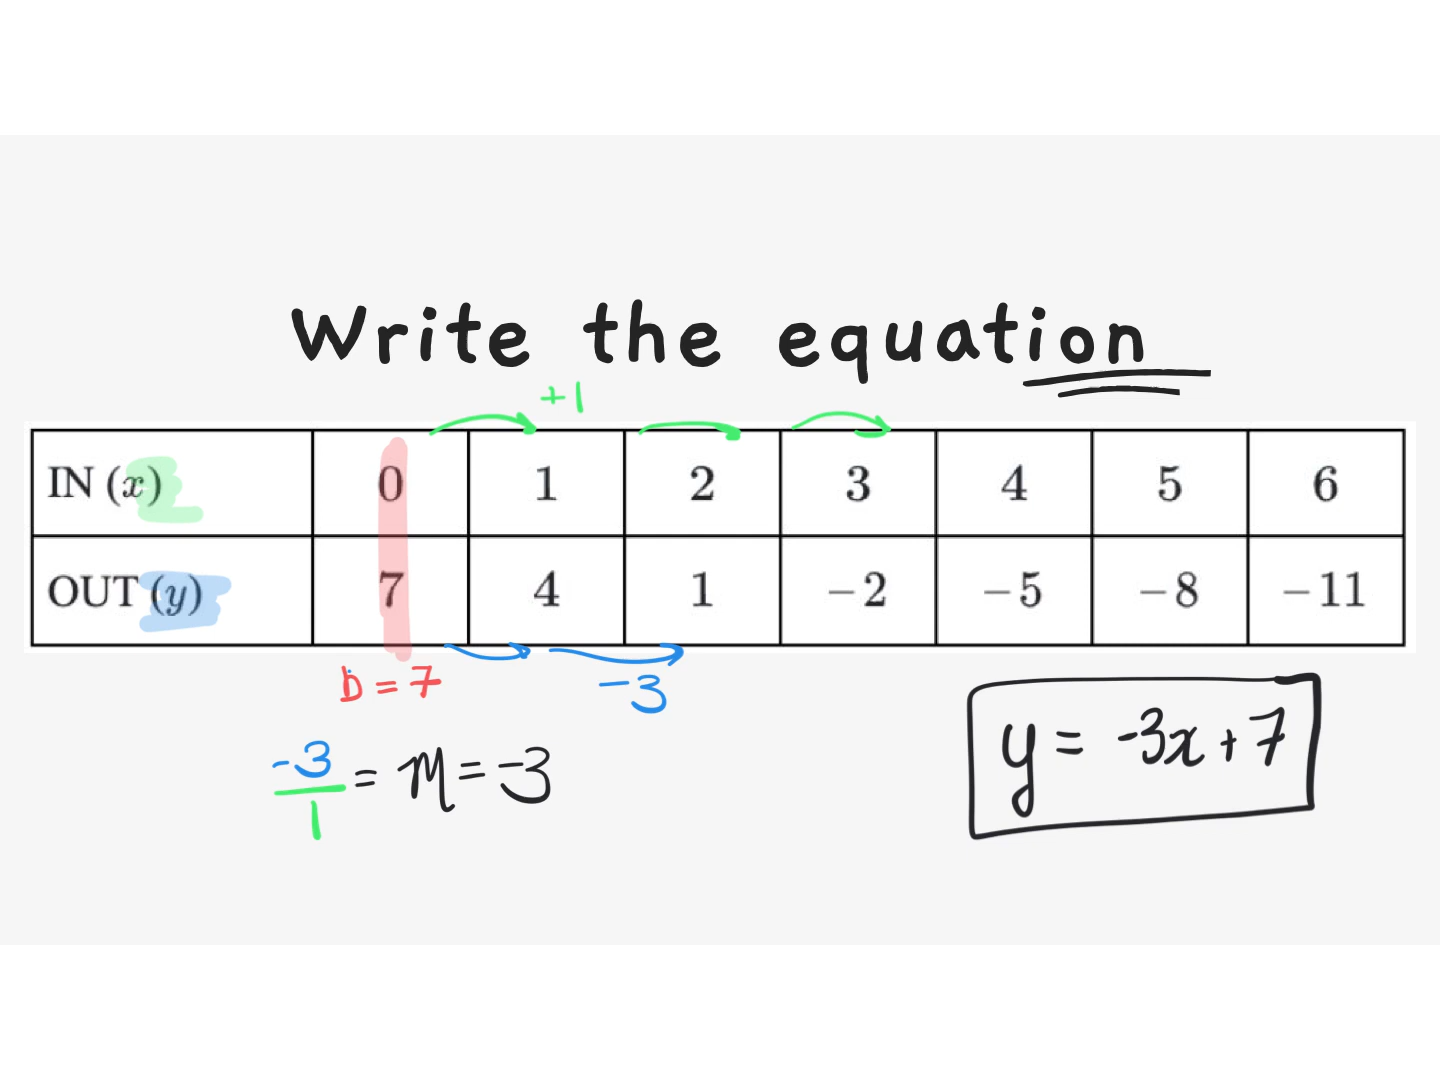 Write the equation
+1
IN (x) 0 1 2 3 4 5 6
OUT (y) 7 4 1 −2 −5 −8 −11
b = 7
-3
-3/1 = m = -3
y = -3x + 7